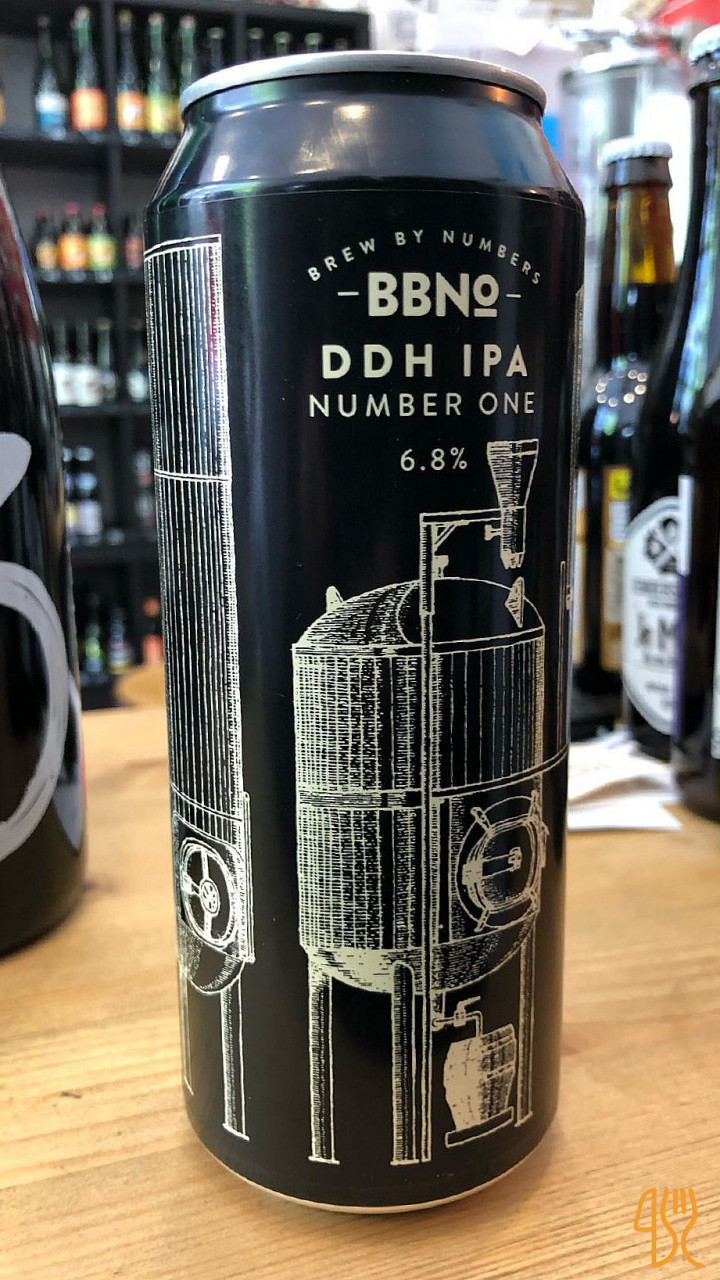 BREW BY NUMBERS
-BBNo-
DDH IPA
NUMBER ONE
6.8%